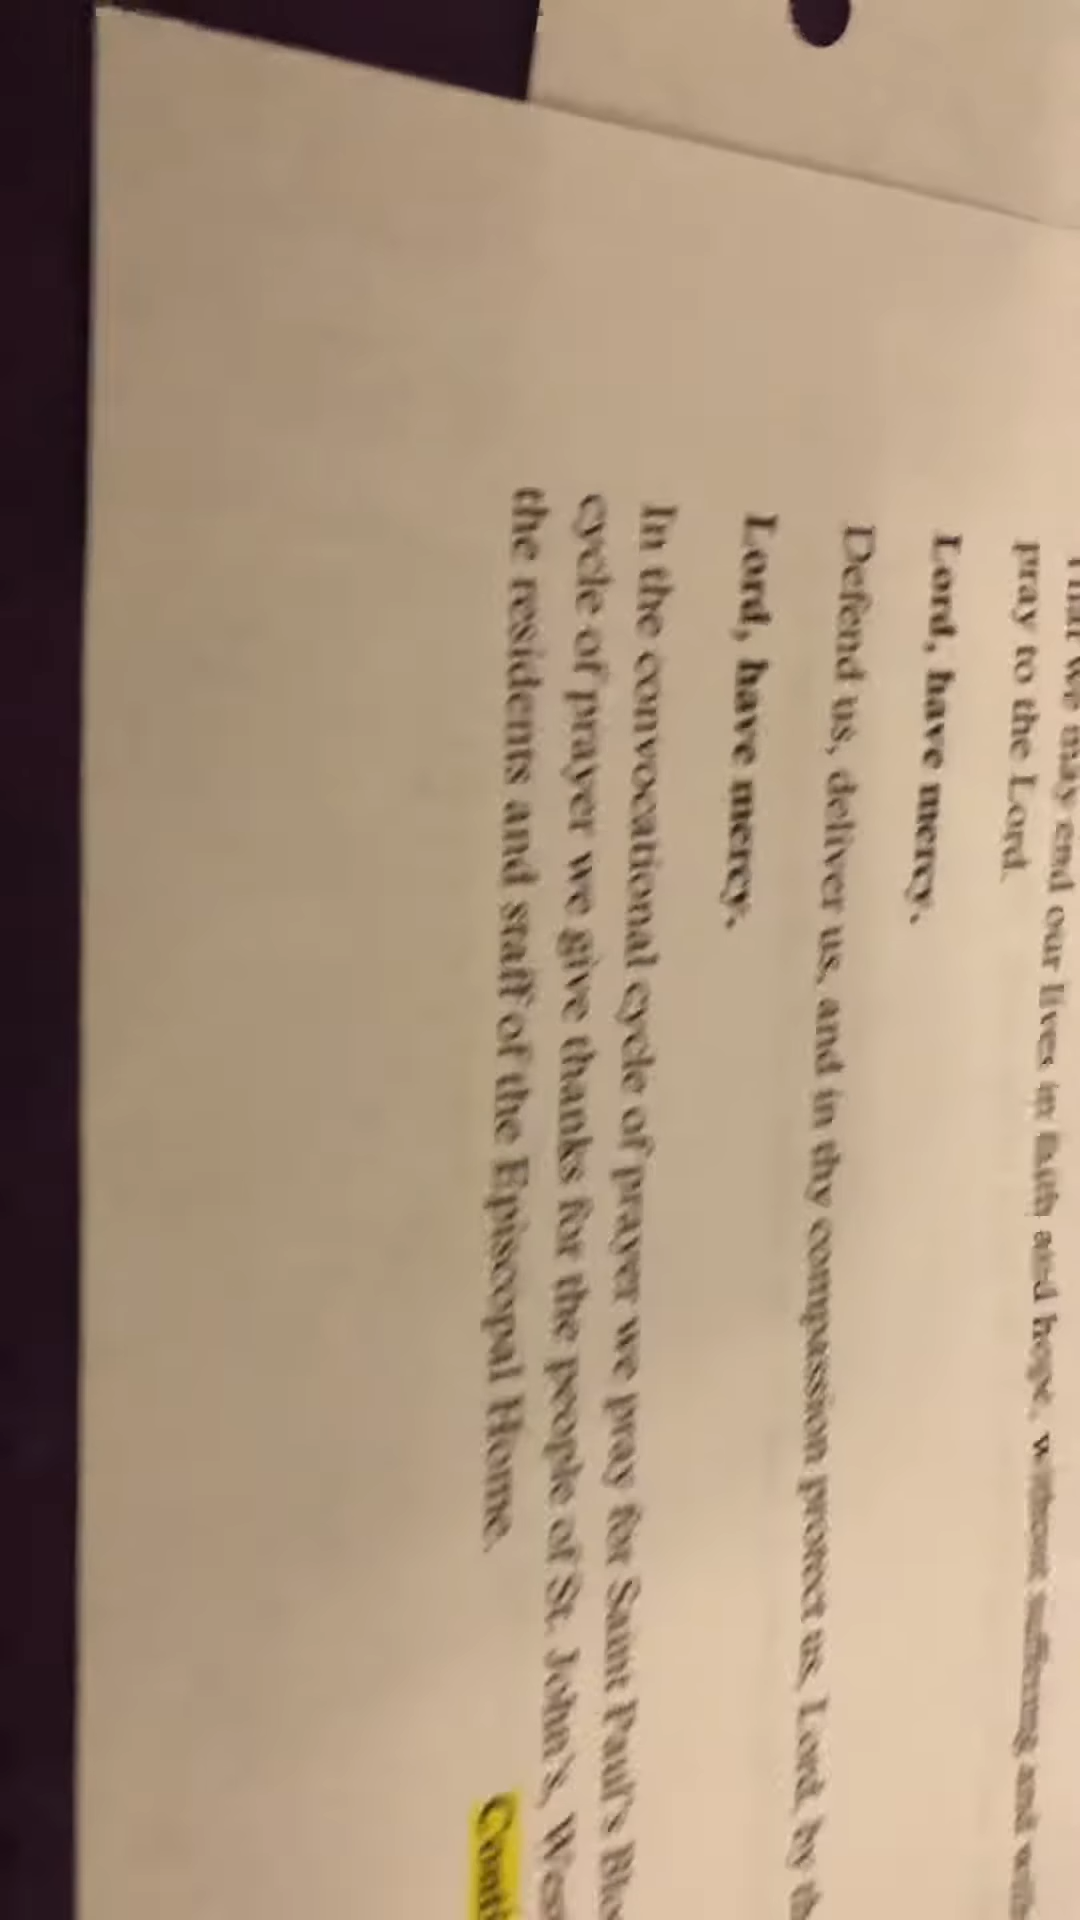 That we may end our lives in faith and hope, without suffering and with
pray to the Lord.
Lord, have mercy.
Defend us, deliver us, and in thy compassion protect us, Lord, by th
Lord, have mercy.
In the convocational cycle of prayer we pray for Saint Paul's Bloo
cycle of prayer we give thanks for the people of St. John's, Wes
the residents and staff of the Episcopal Home.
Conti